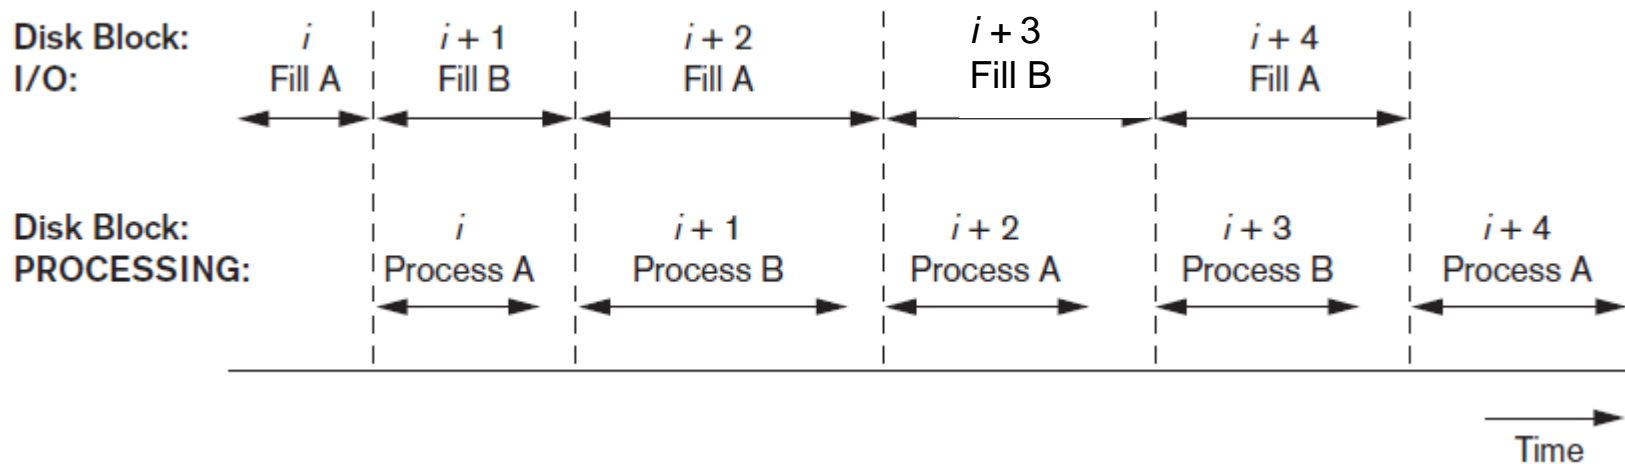 Disk Block: i i + 1 i + 2 i + 3 i + 4
I/O: Fill A Fill B Fill A Fill B Fill A
Disk Block: i i + 1 i + 2 i + 3 i + 4
PROCESSING: Process A Process B Process A Process B Process A
Time